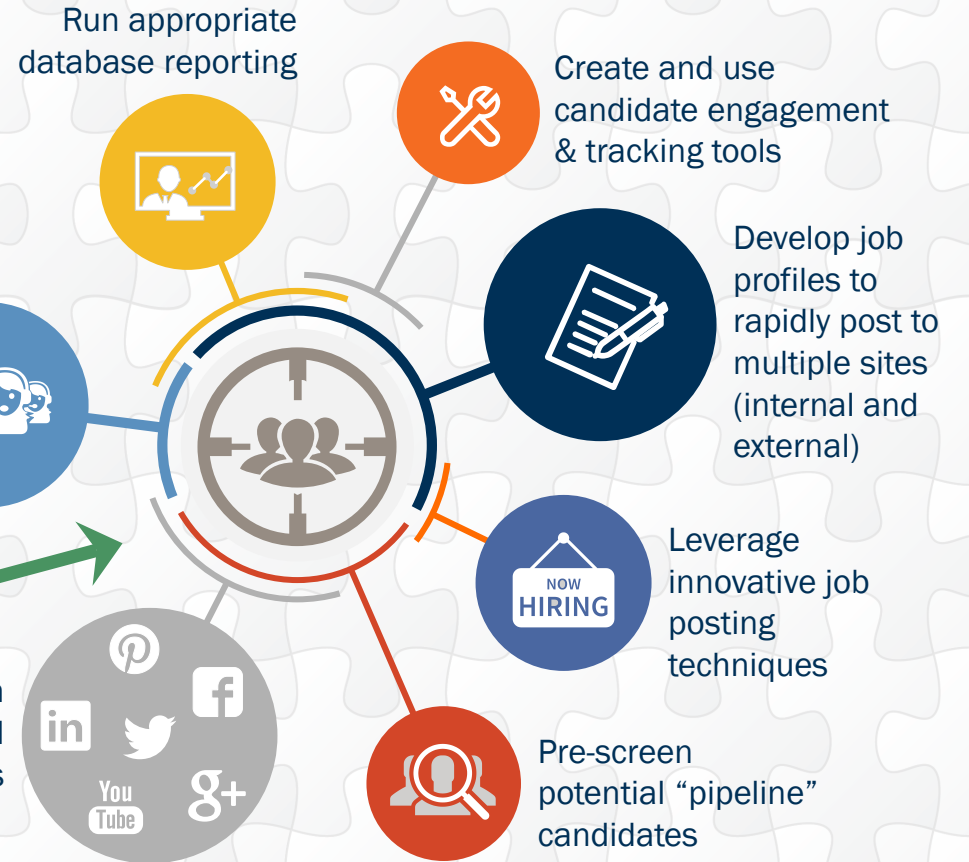 Run appropriate
database reporting
Create and use
candidate engagement
& tracking tools
Develop job
profiles to
rapidly post to
multiple sites
(internal and
external)
NOW
HIRING
Leverage
innovative job
posting
techniques
in
f
You
Tube
g+
Pre-screen
potential “pipeline”
candidates